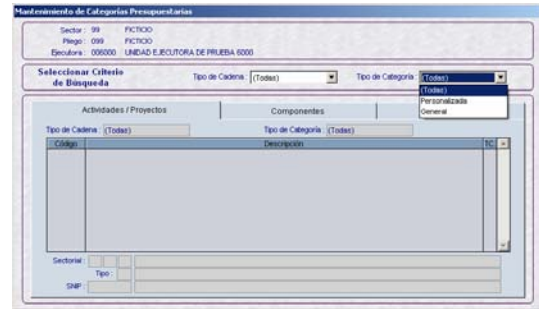 Mantenimiento de Categorías Presupuestarias
Sector : 99 FICTICIO
Pliego : 099 FICTICIO
Ejecutora : 006000 UNIDAD EJECUTORA DE PRUEBA 6000
Seleccionar Criterio de Búsqueda
Tipo de Cadena : (Todas)
Tipo de Categoría : (Todas)
(Todas)
Personalizada
General
Actividades / Proyectos
Componentes
Tipo de Cadena : (Todas)
Tipo de Categoría : (Todas)
Código
Descripción
TC
Sectorial :
Tipo :
SNIP :